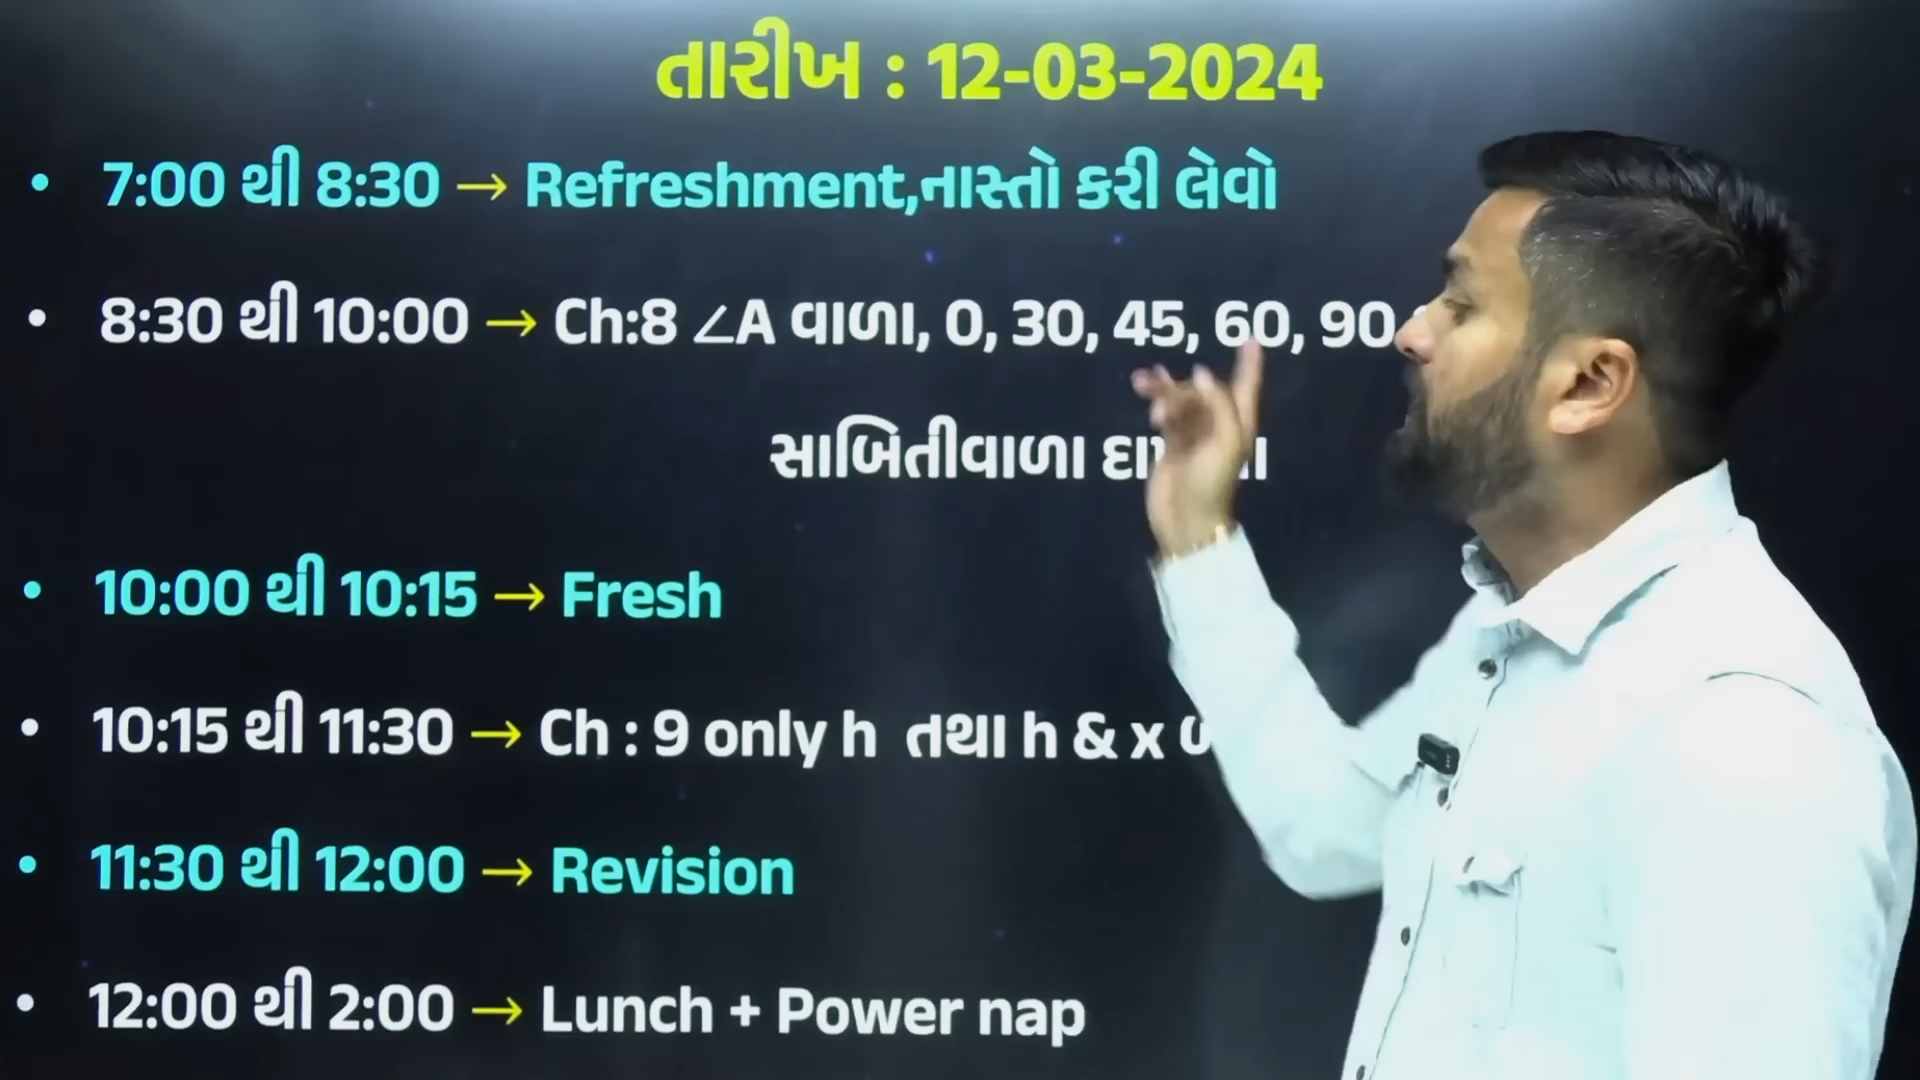 તારીખ : 12-03-2024
• 7:00 થી 8:30 → Refreshment,નાસ્તો કરી લેવો
• 8:30 થી 10:00 → Ch:8 ∠A વાળા, 0, 30, 45, 60, 90
સાબિતીવાળા
• 10:00 થી 10:15 → Fresh
• 10:15 થી 11:30 → Ch : 9 only h તથા h & x
• 11:30 થી 12:00 → Revision
• 12:00 થી 2:00 → Lunch + Power nap